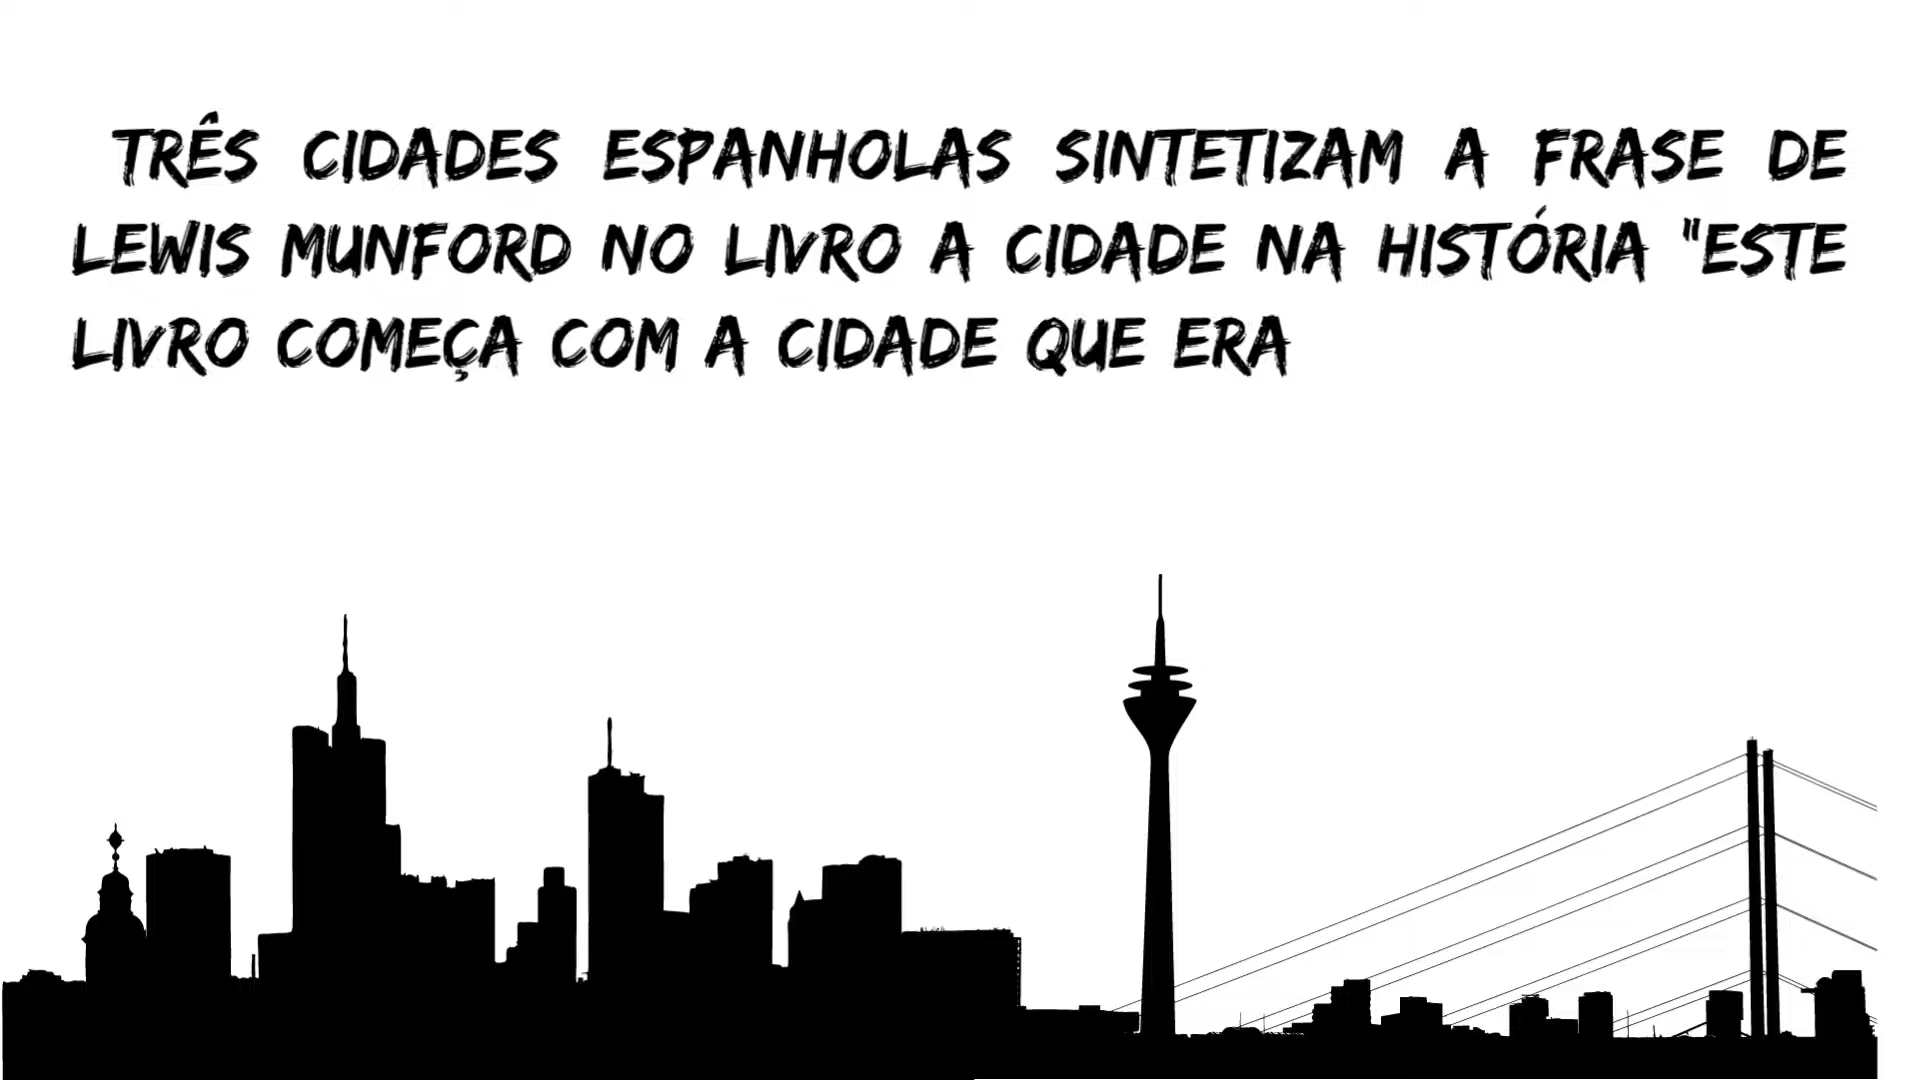 TRÊS CIDADES ESPANHOLAS SINTETIZAM A FRASE DE
LEWIS MUNFORD NO LIVRO A CIDADE NA HISTÓRIA "ESTE
LIVRO COMEÇA COM A CIDADE QUE ERA